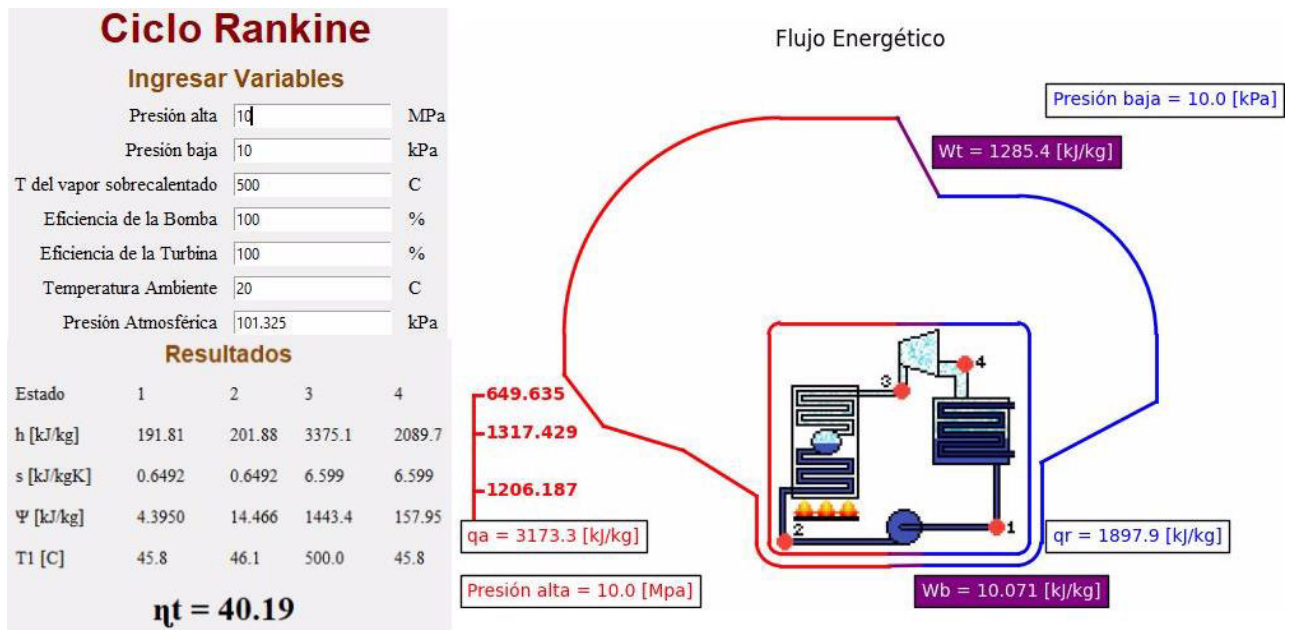 Ciclo Rankine
Ingresar Variables
Presión alta 10 MPa
Presión baja 10 kPa
T del vapor sobrecalentado 500 C
Eficiencia de la Bomba 100 %
Eficiencia de la Turbina 100 %
Temperatura Ambiente 20 C
Presión Atmosférica 101.325 kPa
Resultados
Estado 1 2 3 4
h [kJ/kg] 191.81 201.88 3375.1 2089.7
s [kJ/kgK] 0.6492 0.6492 6.599 6.599
Ψ [kJ/kg] 4.3950 14.466 1443.4 157.95
T1 [C] 45.8 46.1 500.0 45.8
ηt = 40.19
Flujo Energético
Presión baja = 10.0 [kPa]
Wt = 1285.4 [kJ/kg]
4
3
649.635
1317.429
1206.187
qa = 3173.3 [kJ/kg]
2
1
qr = 1897.9 [kJ/kg]
Presión alta = 10.0 [Mpa]
Wb = 10.071 [kJ/kg]